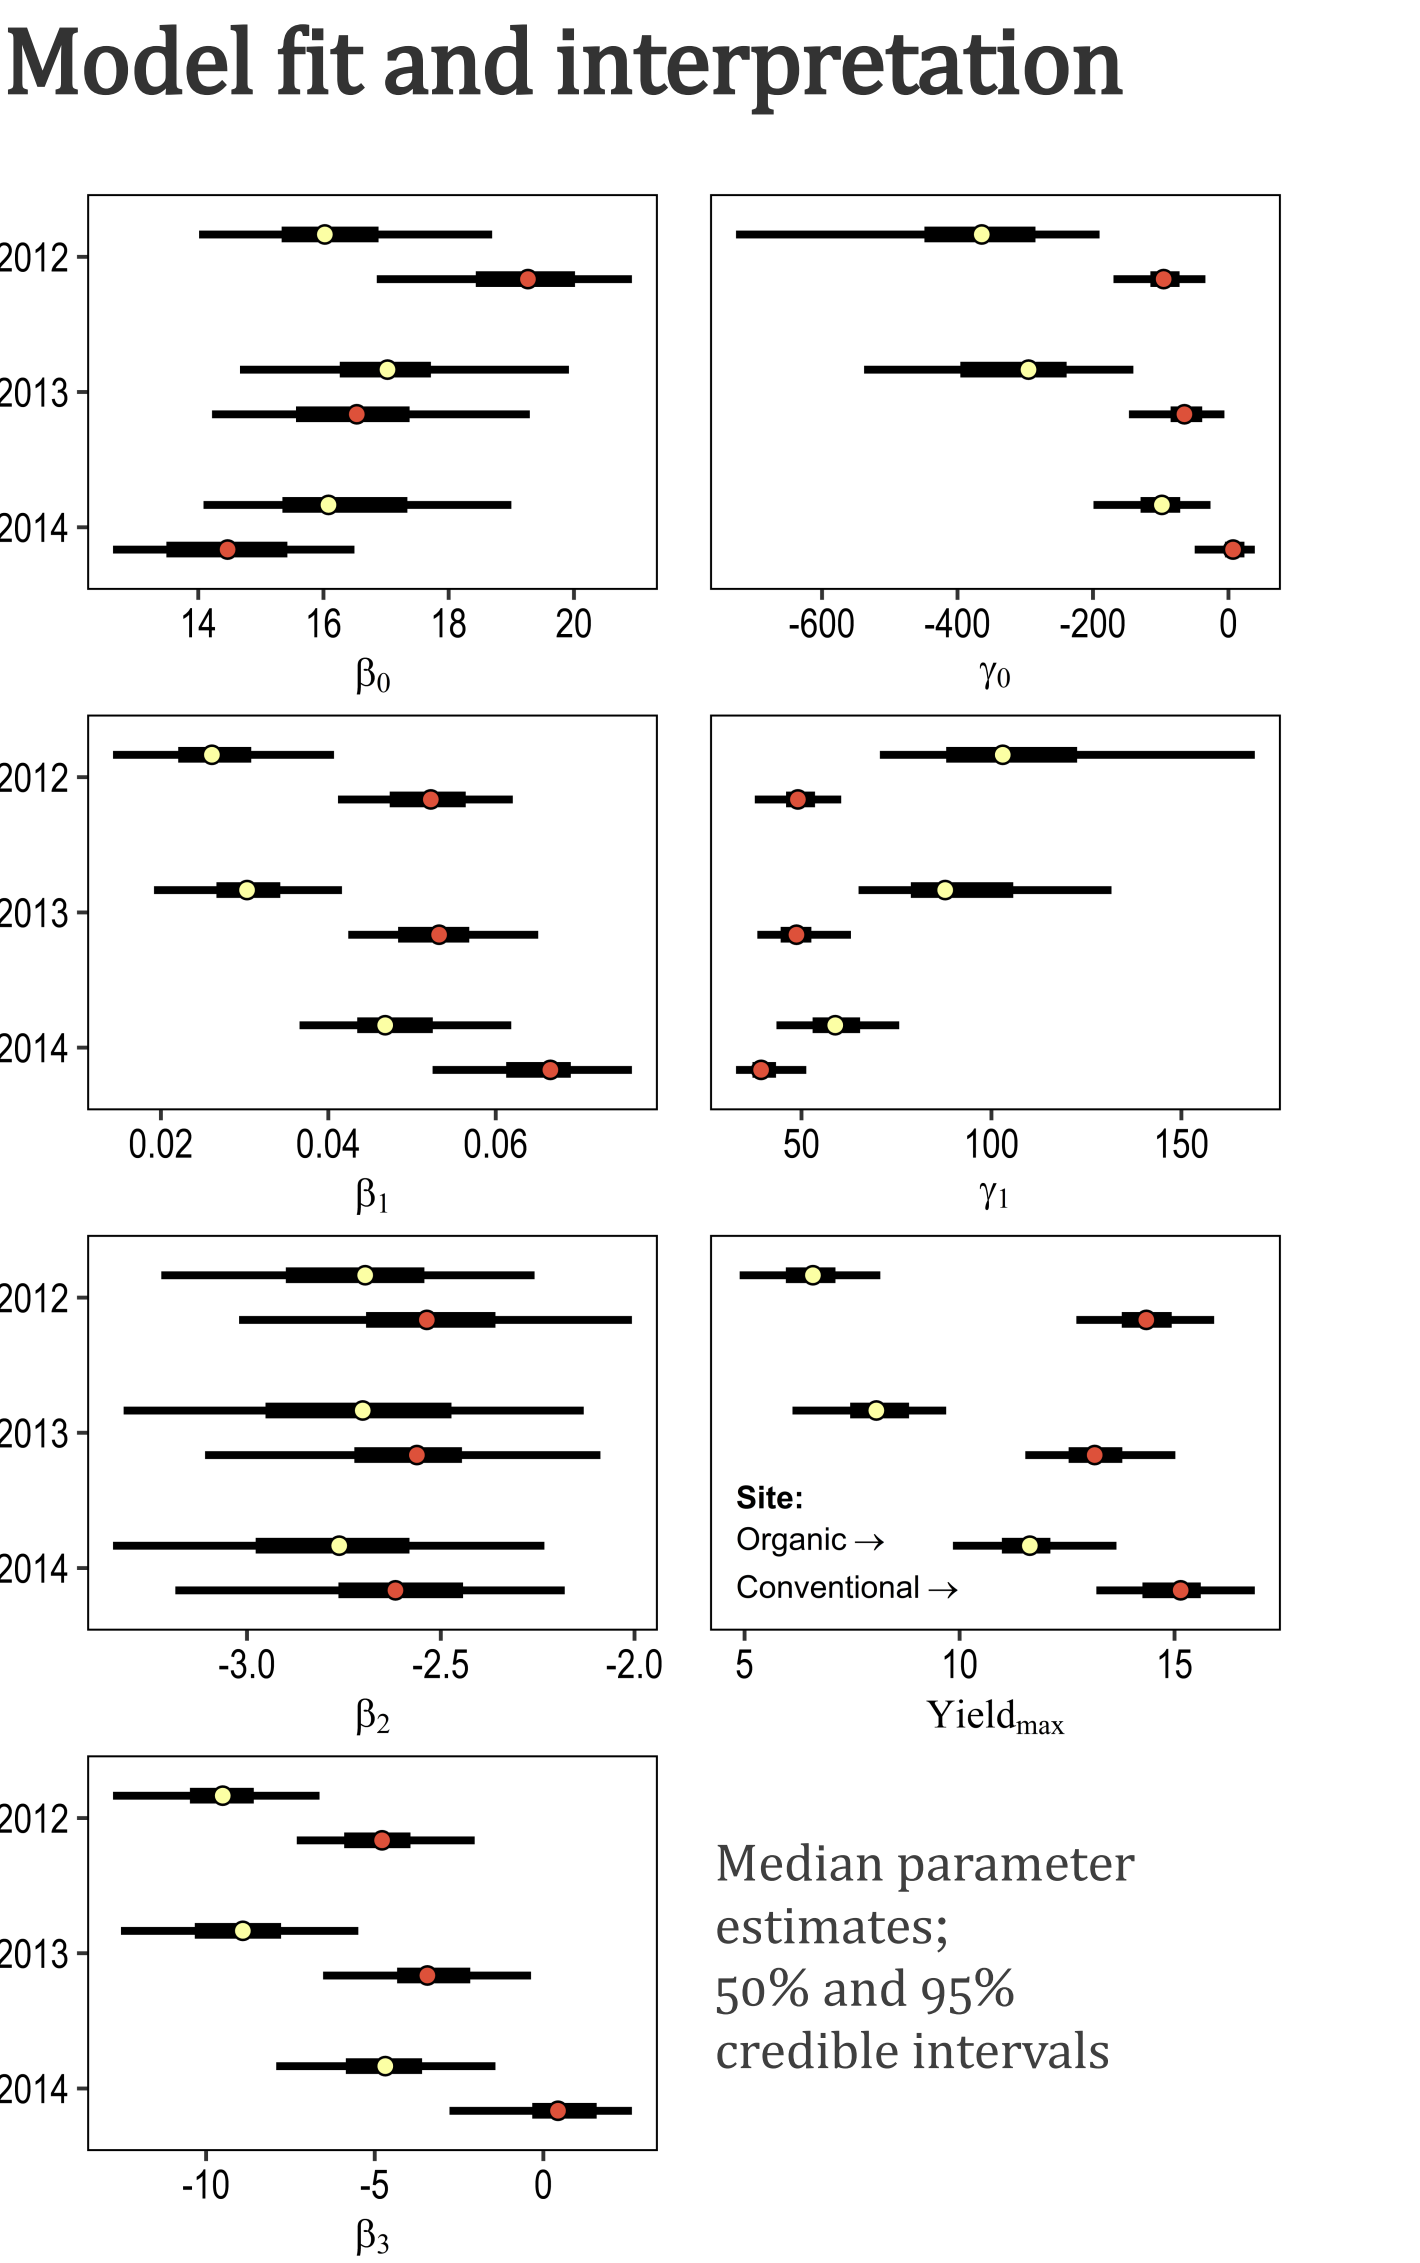 Model fit and interpretation
2012
2013
2014
14 16 18 20
β0
-600 -400 -200 0
γ0
2012
2013
2014
0.02 0.04 0.06
β1
50 100 150
γ1
2012
2013
2014
-3.0 -2.5 -2.0
β2
Site:
Organic →
Conventional →
5 10 15
Yieldmax
2012
2013
2014
-10 -5 0
β3
Median parameter
estimates;
50% and 95%
credible intervals